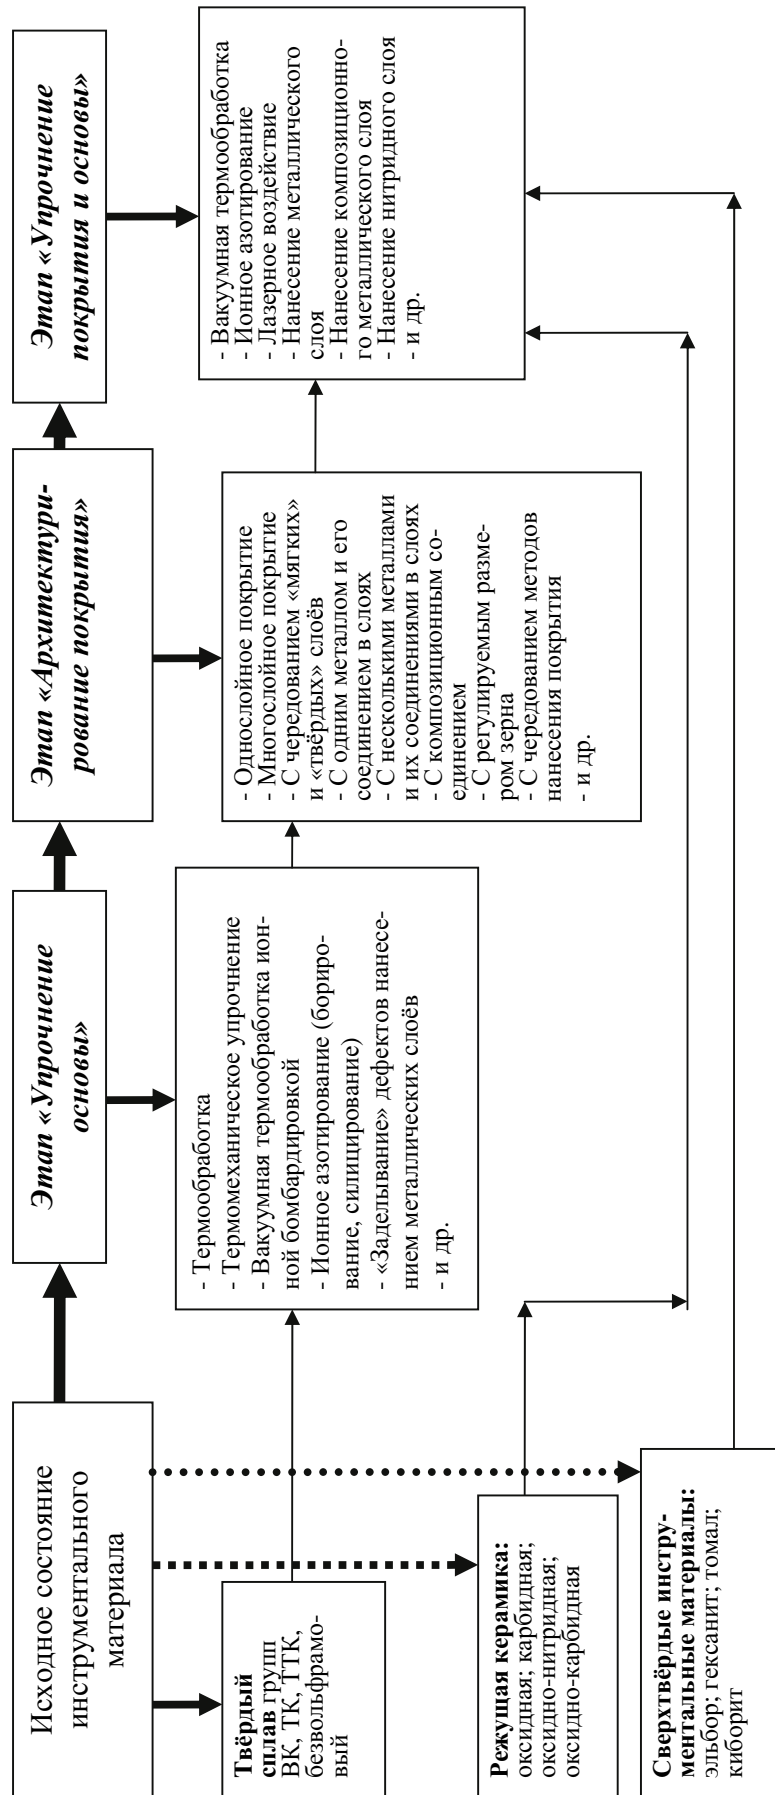 Исходное состояние
инструментального
материала
Этап «Упрочнение
основы»
Этап «Архитектури-
рование покрытия»
Этап «Упрочнение
покрытия и основы»
Твёрдый
сплав групп
ВК, ТК, ТТК,
безвольфрамо-
вый
- Термообработка
- Термомеханическое упрочнение
- Вакуумная термообработка ион-
ной бомбардировкой
- Ионное азотирование (бориро-
вание, силицирование)
- «Заделывание» дефектов нанесе-
нием металлических слоёв
- и др.
- Однослойное покрытие
- Многослойное покрытие
- С чередованием «мягких»
и «твёрдых» слоёв
- С одним металлом и его
соединением в слоях
- С несколькими металлами
и их соединениями в слоях
- С композиционным со-
единением
- С регулируемым разме-
ром зерна
- С чередованием методов
нанесения покрытия
- и др.
- Вакуумная термообработка
- Ионное азотирование
- Лазерное воздействие
- Нанесение металлического
слоя
- Нанесение композиционно-
го металлического слоя
- Нанесение нитридного слоя
- и др.
Режущая керамика:
оксидная; карбидная;
оксидно-нитридная;
оксидно-карбидная
Сверхтвёрдые инстру-
ментальные материалы:
эльбор; гексанит; томал;
киборит